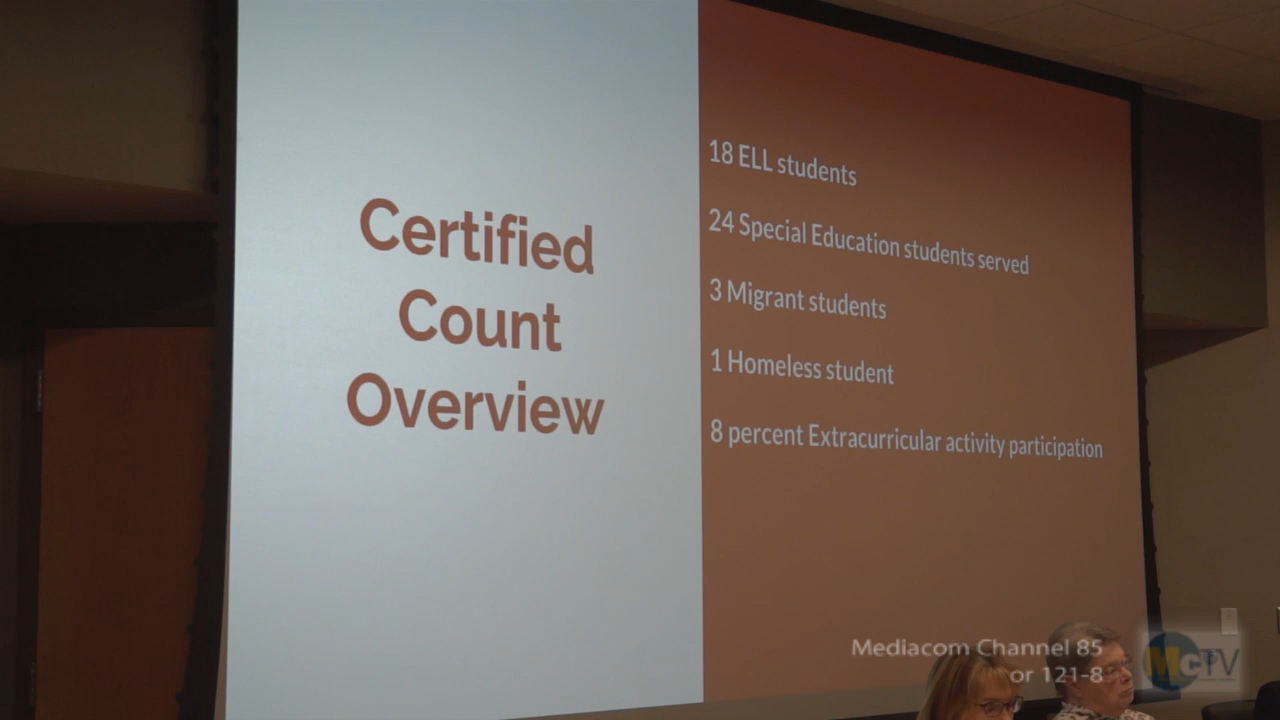 Certified
Count
Overview
18 ELL students
24 Special Education students served
3 Migrant students
1 Homeless student
8 percent Extracurricular activity participation
Mediacom Channel 85
or 121-8
McTV